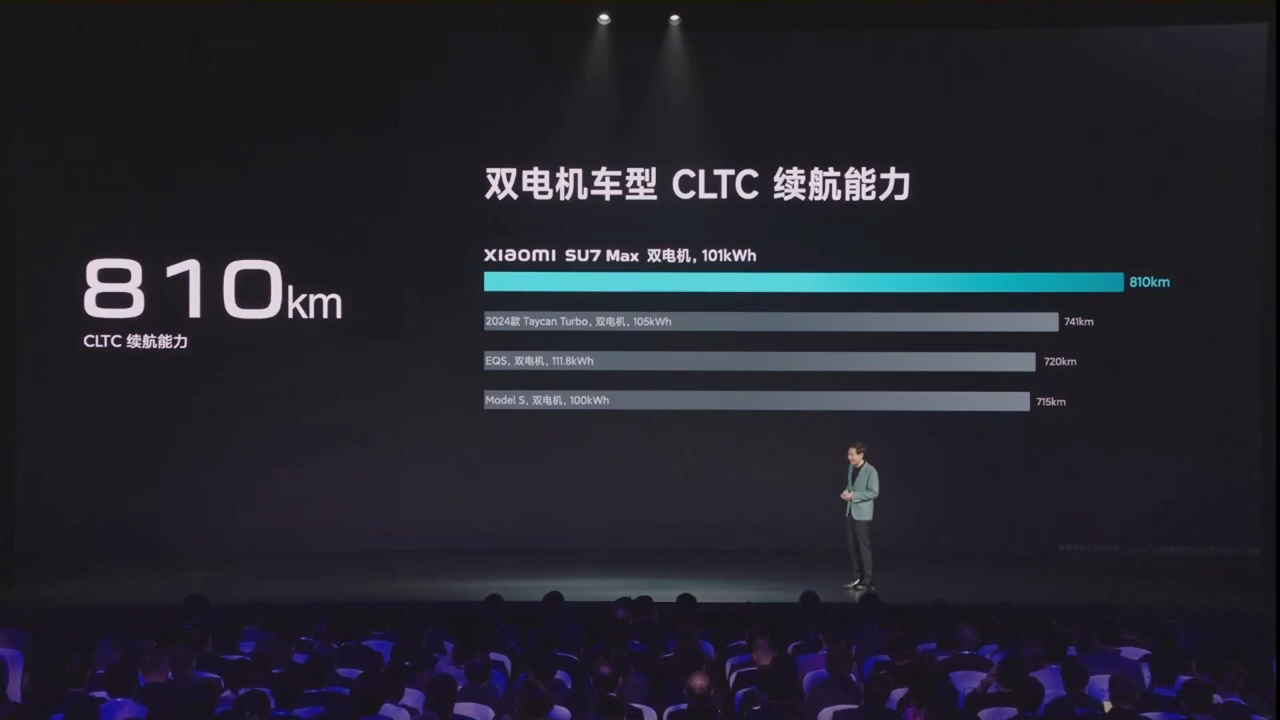 双电机车型 CLTC 续航能力
810km
CLTC 续航能力
XIAOMI SU7 Max 双电机, 101kWh
810km
2024款 Taycan Turbo, 双电机, 105kWh
741km
EQS, 双电机, 111.8kWh
720km
Model S, 双电机, 100kWh
715km